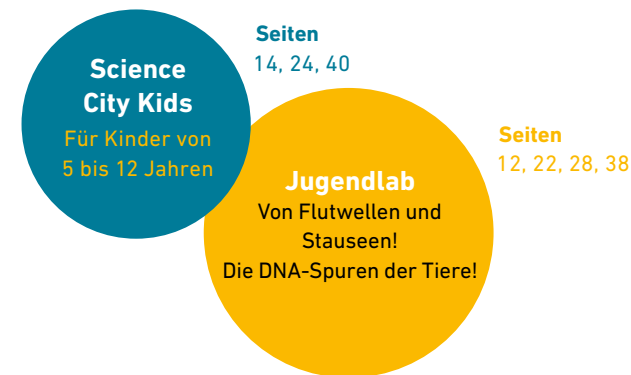 Science
City Kids
Für Kinder von
5 bis 12 Jahren
Seiten
14, 24, 40
Jugendlab
Von Flutwellen und
Stauseen!
Die DNA-Spuren der Tiere!
Seiten
12, 22, 28, 38